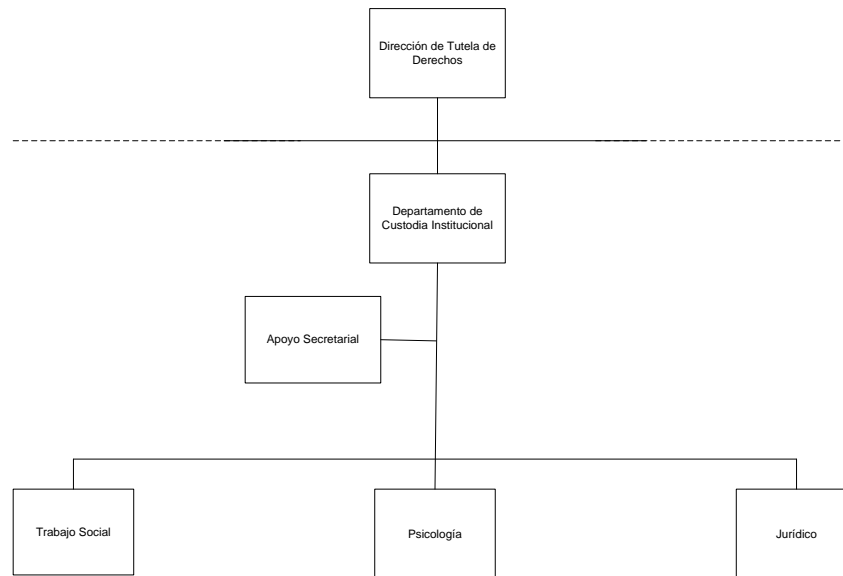 Dirección de Tutela de
Derechos
Departamento de
Custodia Institucional
Apoyo Secretarial
Trabajo Social
Psicología
Jurídico